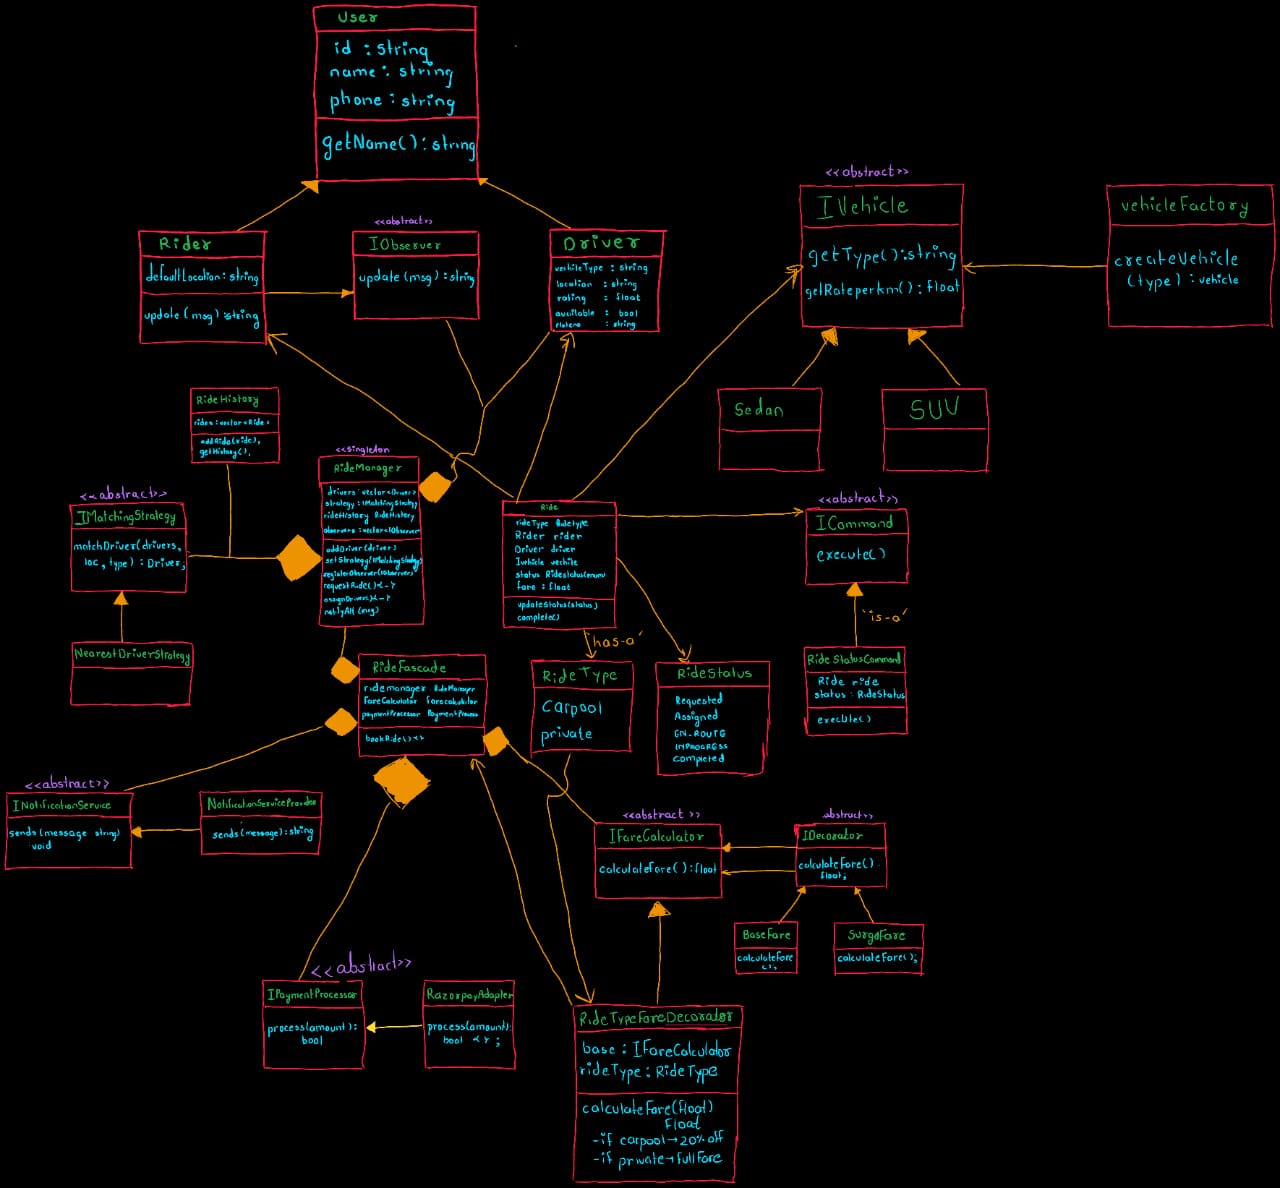 User
id : string
name : string
phone : string
getName() : string
<<abstract>>
IVehicle
getType() : string
getRateperkm() : float
vehicleFactory
createVehicle
(type) : vehicle
Rider
defaultLocation : string
update (msg) : string
<<abstract>>
IObserver
update (msg) : string
Driver
vechileType : string
location : string
rating : float
available : bool
: string
Sedan
SUV
RideHistory
rides : vector <Ride>
addRide(ride),
getHistory(),
<<singleton
RideManager
drivers : vector <Driver>
strategy : IMatchingStrategy
rideHistory RideHistory
observers : vector <IObserver
addDriver (driver)
setStrategy (IMatchingStrategy)
registerObserver (IObserver)
requestRide() <->
assignDriver() <->
notifyAll (msg)
<<abstract>>
IMatchingStrategy
matchDriver(drivers,
loc, type) : Driver;
NearestDriverStrategy
Ride
rideType Ridetype
Rider rider
Driver driver
Ivehicle vechile
status Ridestatus(enum)
fare : float
updateStatus (status)
complete()
<<abstract>>
ICommand
execute()
'is-a'
'has-a'
RideStatusCommand
Ride ride
status : RideStatus
execute()
RideFascade
ridemanager RideManager
FareCalculator farecalculator
paymentProcessor PaymentProcess
bookRide() <>
RideType
Carpool
private
RideStatus
Requested
Assigned
EN-ROUTE
INPROGRESS
completed
<<abstract>>
INotificationService
sends (message string)
void
NotificationServiceProvider
sends (message) : string
<<abstract>>
IFareCalculator
calculateFare() : float
abstract>>
IDecorator
calculateFare()
float;
BaseFare
calculateFare
();
SurgeFare
calculateFare();
<<abstract>>
IPaymentProcessor
process(amount) :
bool
RazorpayAdapter
process(amount):
bool <> ;
RideTypeFareDecorator
base : IFareCalculator
rideType : RideType
calculateFare(float)
float
-if carpool → 20% off
-if private → fullFare